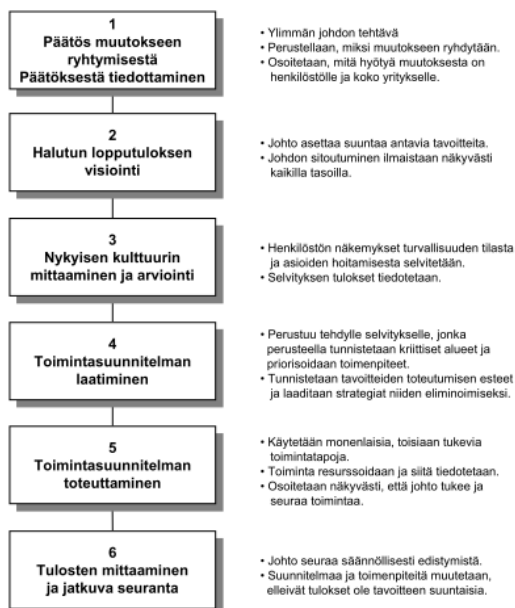 1
Päätös muutokseen
ryhtymisestä
Päätöksestä tiedottaminen
• Ylimmän johdon tehtävä
• Perustellaan, miksi muutokseen ryhdytään.
• Osoitetaan, mitä hyötyä muutoksesta on
henkilöstölle ja koko yritykselle.
2
Halutun lopputuloksen
visiointi
• Johto asettaa suuntaa antavia tavoitteita.
• Johdon sitoutuminen ilmaistaan näkyvästi
kaikilla tasoilla.
3
Nykyisen kulttuurin
mittaaminen ja arviointi
• Henkilöstön näkemykset turvallisuuden tilasta
ja asioiden hoitamisesta selvitetään.
• Selvityksen tulokset tiedotetaan.
4
Toimintasuunnitelman
laatiminen
• Perustuu tehdylle selvitykselle, jonka
perusteella tunnistetaan kriittiset alueet ja
priorisoidaan toimenpiteet.
• Tunnistetaan tavoitteiden toteutumisen esteet
ja laaditaan strategiat niiden eliminoimiseksi.
5
Toimintasuunnitelman
toteuttaminen
• Käytetään monenlaisia, toisiaan tukevia
toimintatapoja.
• Toiminta resurssoidaan ja siitä tiedotetaan.
• Osoitetaan näkyvästi, että johto tukee ja
seuraa toimintaa.
6
Tulosten mittaaminen
ja jatkuva seuranta
• Johto seuraa säännöllisesti edistymistä.
• Suunnitelmaa ja toimenpiteitä muutetaan,
elleivät tulokset ole tavoitteen suuntaisia.